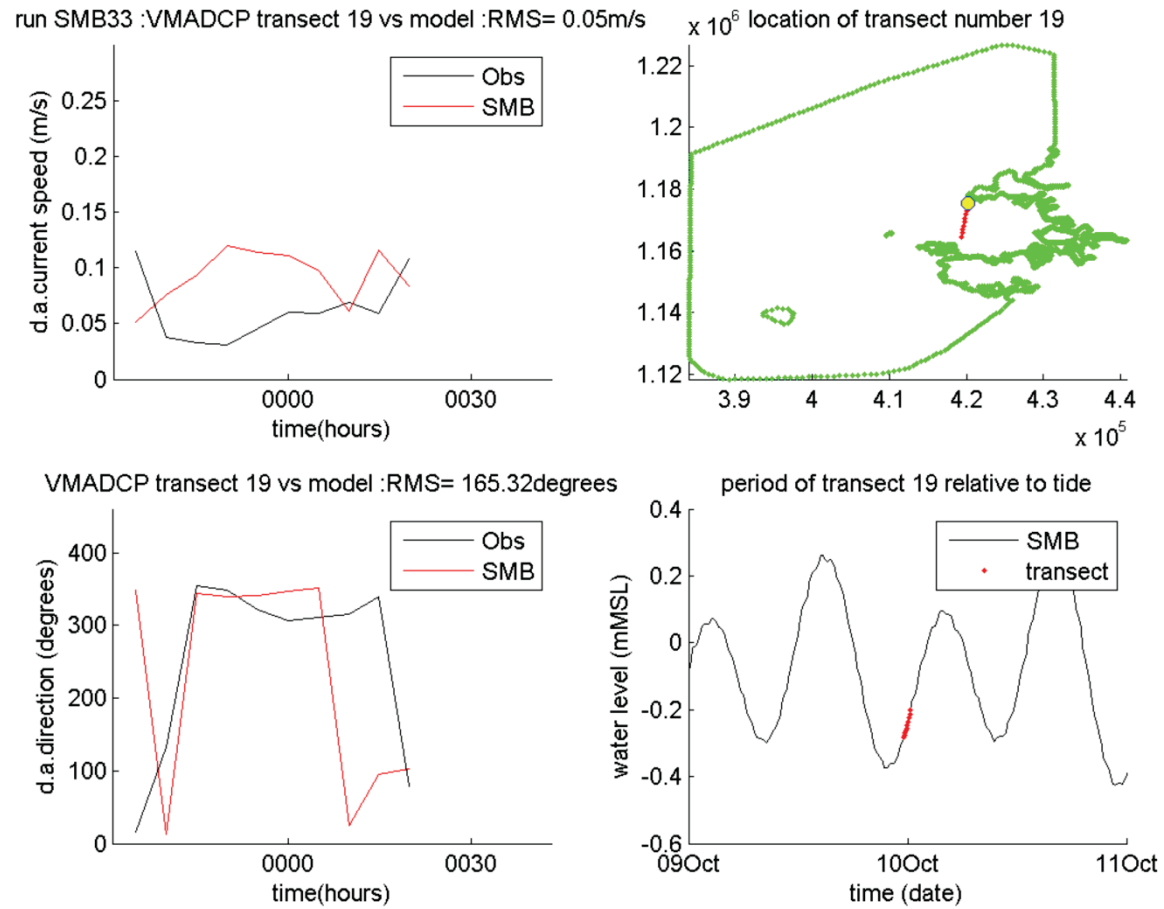 run SMB33 :VMADCP transect 19 vs model :RMS= 0.05m/s
Obs
SMB
0.25
0.2
0.15
0.1
0.05
0
d.a.current speed (m/s)
0000
0030
time(hours)
x 10^6 location of transect number 19
1.22
1.2
1.18
1.16
1.14
1.12
3.9
4
4.1
4.2
4.3
4.4
x 10^5
VMADCP transect 19 vs model :RMS= 165.32degrees
Obs
SMB
400
300
200
100
0
d.a.direction (degrees)
0000
0030
time(hours)
period of transect 19 relative to tide
SMB
transect
0.4
0.2
0
-0.2
-0.4
-0.6
water level (mMSL)
09Oct
10Oct
11Oct
time (date)